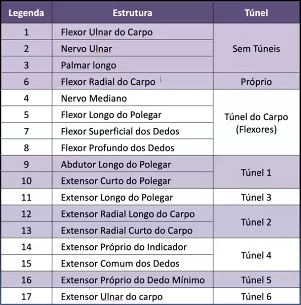 Legenda Estrutura Túnel
1 Flexor Ulnar do Carpo
2 Nervo Ulnar Sem Túneis
3 Palmar longo
6 Flexor Radial do Carpo Próprio
4 Nervo Mediano
5 Flexor Longo do Polegar Túnel do Carpo
7 Flexor Superficial dos Dedos (Flexores)
8 Flexor Profundo dos Dedos
9 Abdutor Longo do Polegar Túnel 1
10 Extensor Curto do Polegar
11 Extensor Longo do Polegar Túnel 3
12 Extensor Radial Longo do Carpo Túnel 2
13 Extensor Radial Curto do Carpo
14 Extensor Próprio do Indicador Túnel 4
15 Extensor Comum dos Dedos
16 Extensor Próprio do Dedo Mínimo Túnel 5
17 Extensor Ulnar do carpo Túnel 6